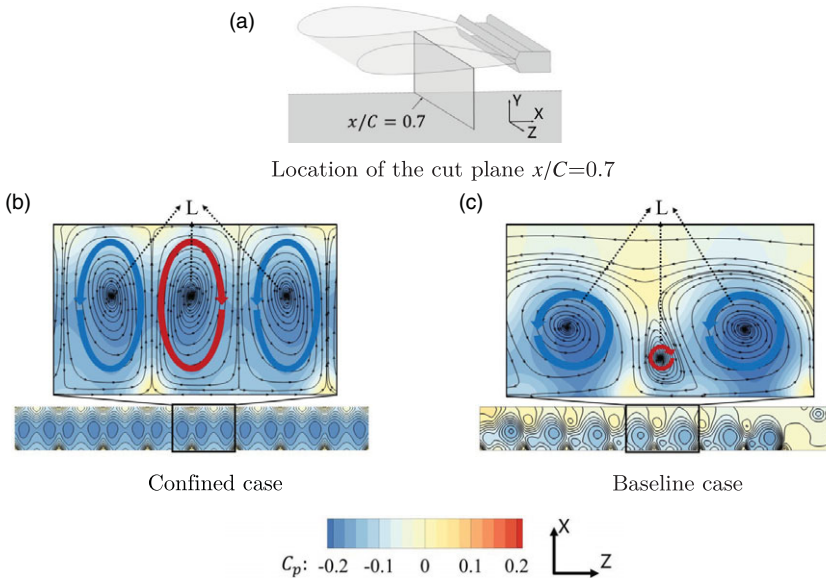 (a)
x/C = 0.7
Y
X
Z
Location of the cut plane x/C=0.7
(b)
L
(c)
L
Confined case
Baseline case
C_p: -0.2 -0.1 0 0.1 0.2
X
Z